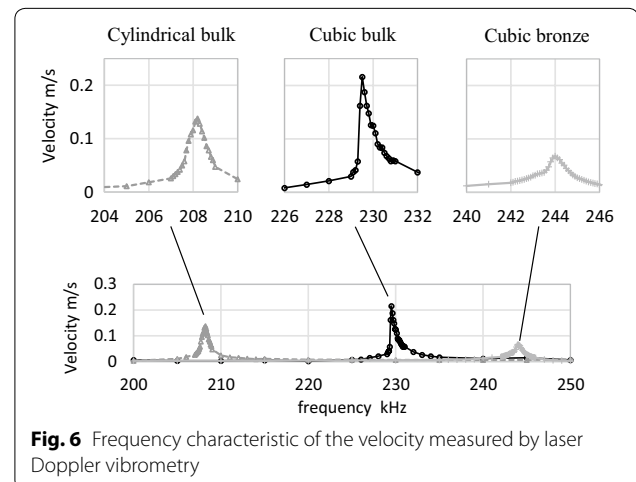 Cylindrical bulk
Cubic bulk
Cubic bronze
Velocity m/s
0.2
0.1
0
204 206 208 210
226 228 230 232
240 242 244 246
Velocity m/s
0.3
0.2
0.1
0
200 210 220 230 240 250
frequency kHz
Fig. 6 Frequency characteristic of the velocity measured by laser
Doppler vibrometry